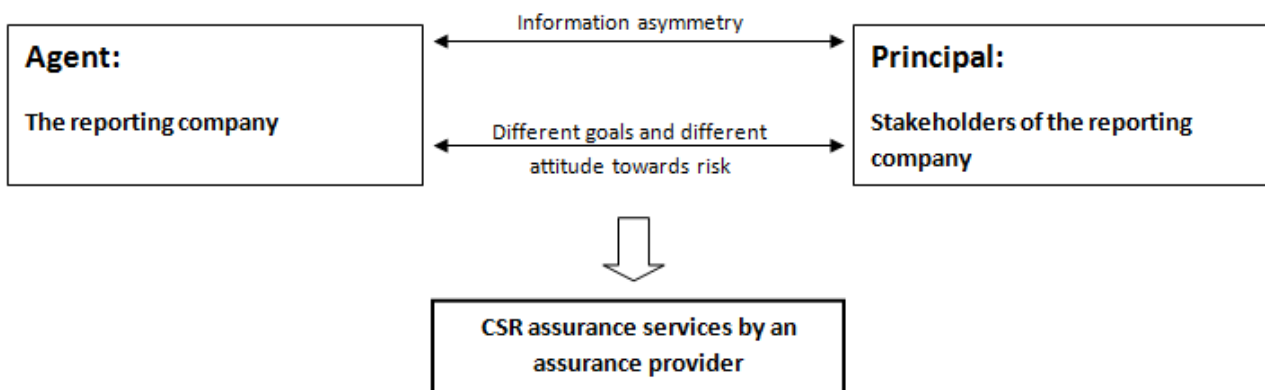 Information asymmetry
Agent:
Principal:
The reporting company
Stakeholders of the reporting
company
Different goals and different
attitude towards risk
CSR assurance services by an
assurance provider